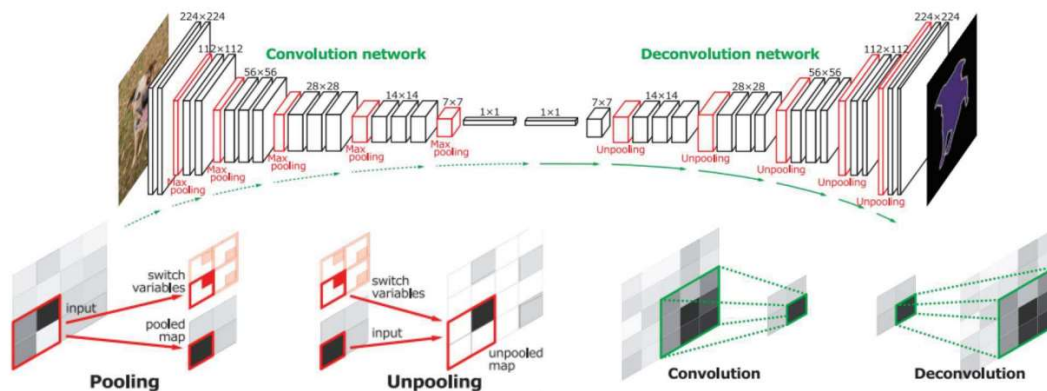 224×224
112×112
56×56
28×28
14×14
7×7
1×1
1×1
7×7
14×14
28×28
56×56
112×112
224×224
Convolution network
Deconvolution network
Max pooling
Max pooling
Max pooling
Max pooling
Max pooling
Unpooling
Unpooling
Unpooling
Unpooling
Unpooling
input
switch
variables
pooled
map
Pooling
switch
variables
input
unpooled
map
Unpooling
Convolution
Deconvolution